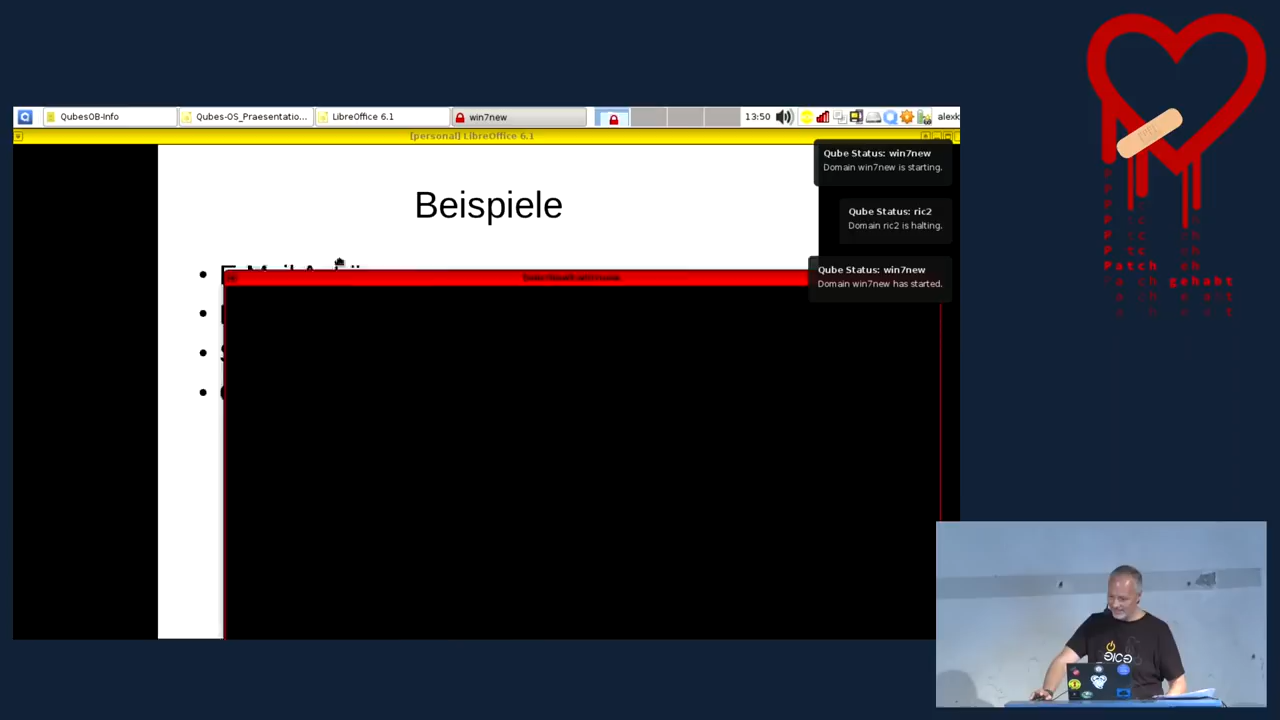 QubesOB-Info
Qubes-OS_Praesentatio...
LibreOffice 6.1
win7new
13:50
alexk
[personal] LibreOffice 6.1
Qube Status: win7new
Domain win7new is starting.
Qube Status: ric2
Domain ric2 is halting.
Qube Status: win7new
Domain win7new has started.
Beispiele
Patch eh
ach gehabt